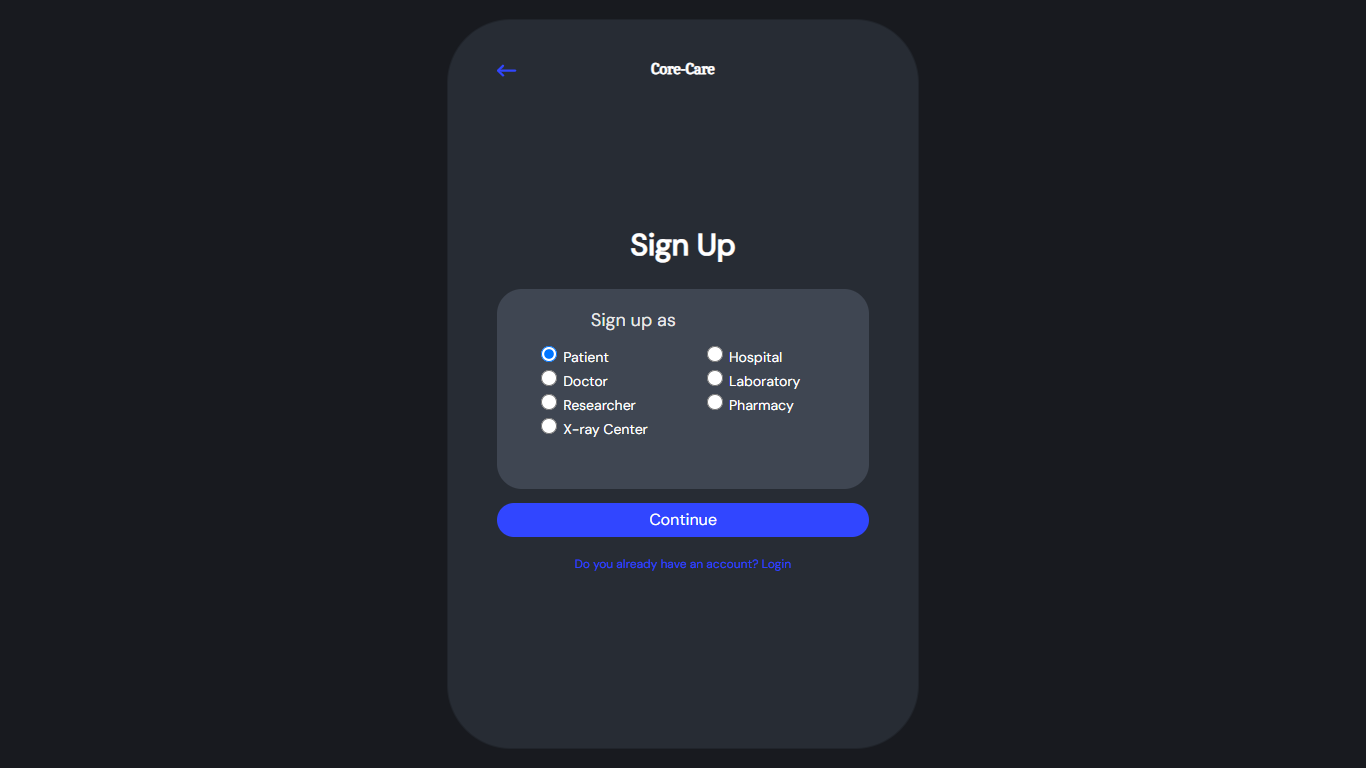 Core-Care
Sign Up
Sign up as
Patient
Doctor
Researcher
X-ray Center
Hospital
Laboratory
Pharmacy
Continue
Do you already have an account? Login